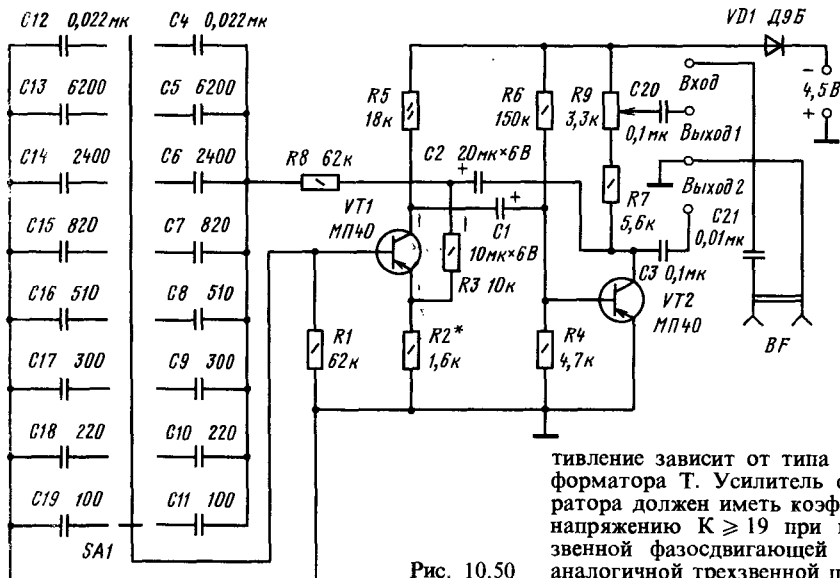 C12 0,022мк
C4 0,022мк
VD1 Д9Б
C13 6200
C5 6200
R5
18к
R6
150к
R9
3,3к
C20
0,1мк
Вход
Выход1
Выход2
−
4,5В
+
C14 2400
C6 2400
R8 62к
C2 20мк×6В
+
R7
5,6к
C21
0,01мк
C15 820
C7 820
VT1
МП40
C1
+
10мк×6В
R3 10к
C3 0,1мк
VT2
МП40
C16 510
C8 510
R1
62к
R2*
1,6к
R4
4,7к
BF
C17 300
C9 300
C18 220
C10 220
C19 100
C11 100
SA1
Рис. 10.50
тивление зависит от типа
форматора Т. Усилитель
ратора должен иметь коэф
напряжению K ⩾ 19 при
звенной фазосдвигающей
аналогичной трехзвенной